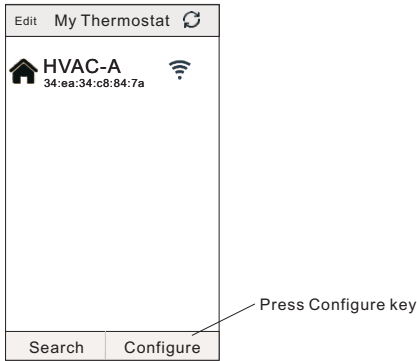 Edit My Thermostat
HVAC-A
34:ea:34:c8:84:7a
Press Configure key
Search Configure